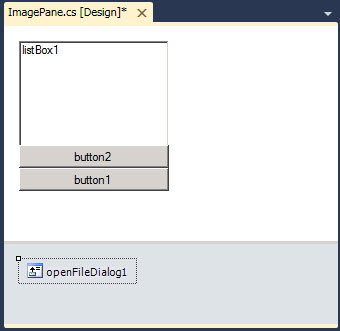 ImagePane.cs [Design]*
listBox1
button2
button1
openFileDialog1